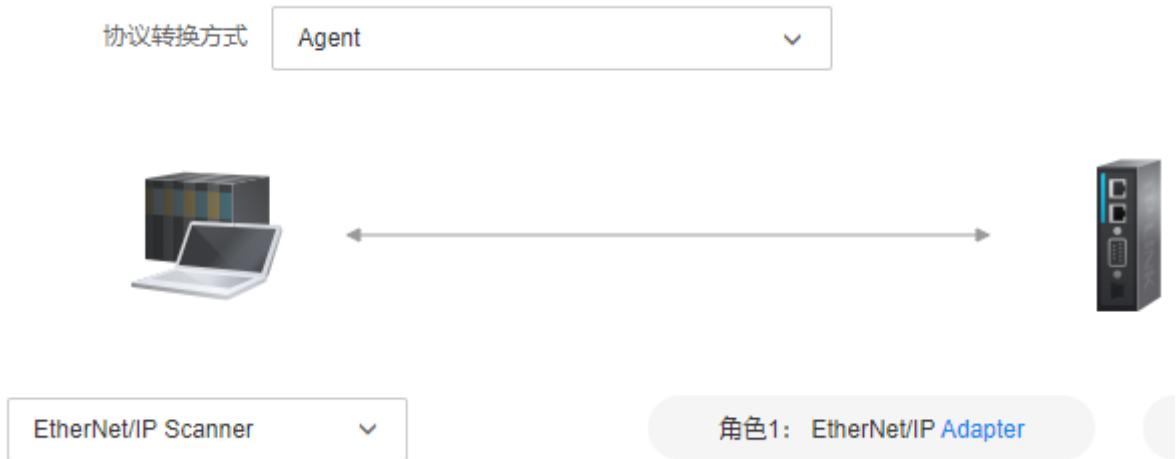 协议转换方式 Agent
EtherNet/IP Scanner
角色1： EtherNet/IP Adapter